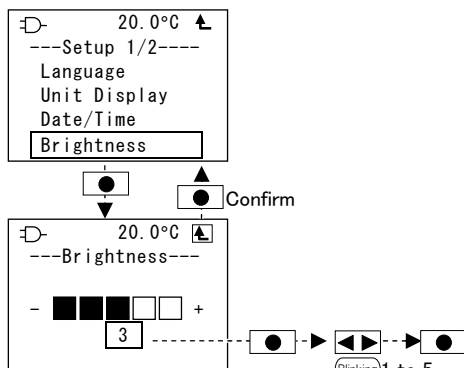 20.0°C
---Setup 1/2----
Language
Unit Display
Date/Time
Brightness
Confirm
20.0°C
---Brightness---
- +
3
Blinking 1 to 5